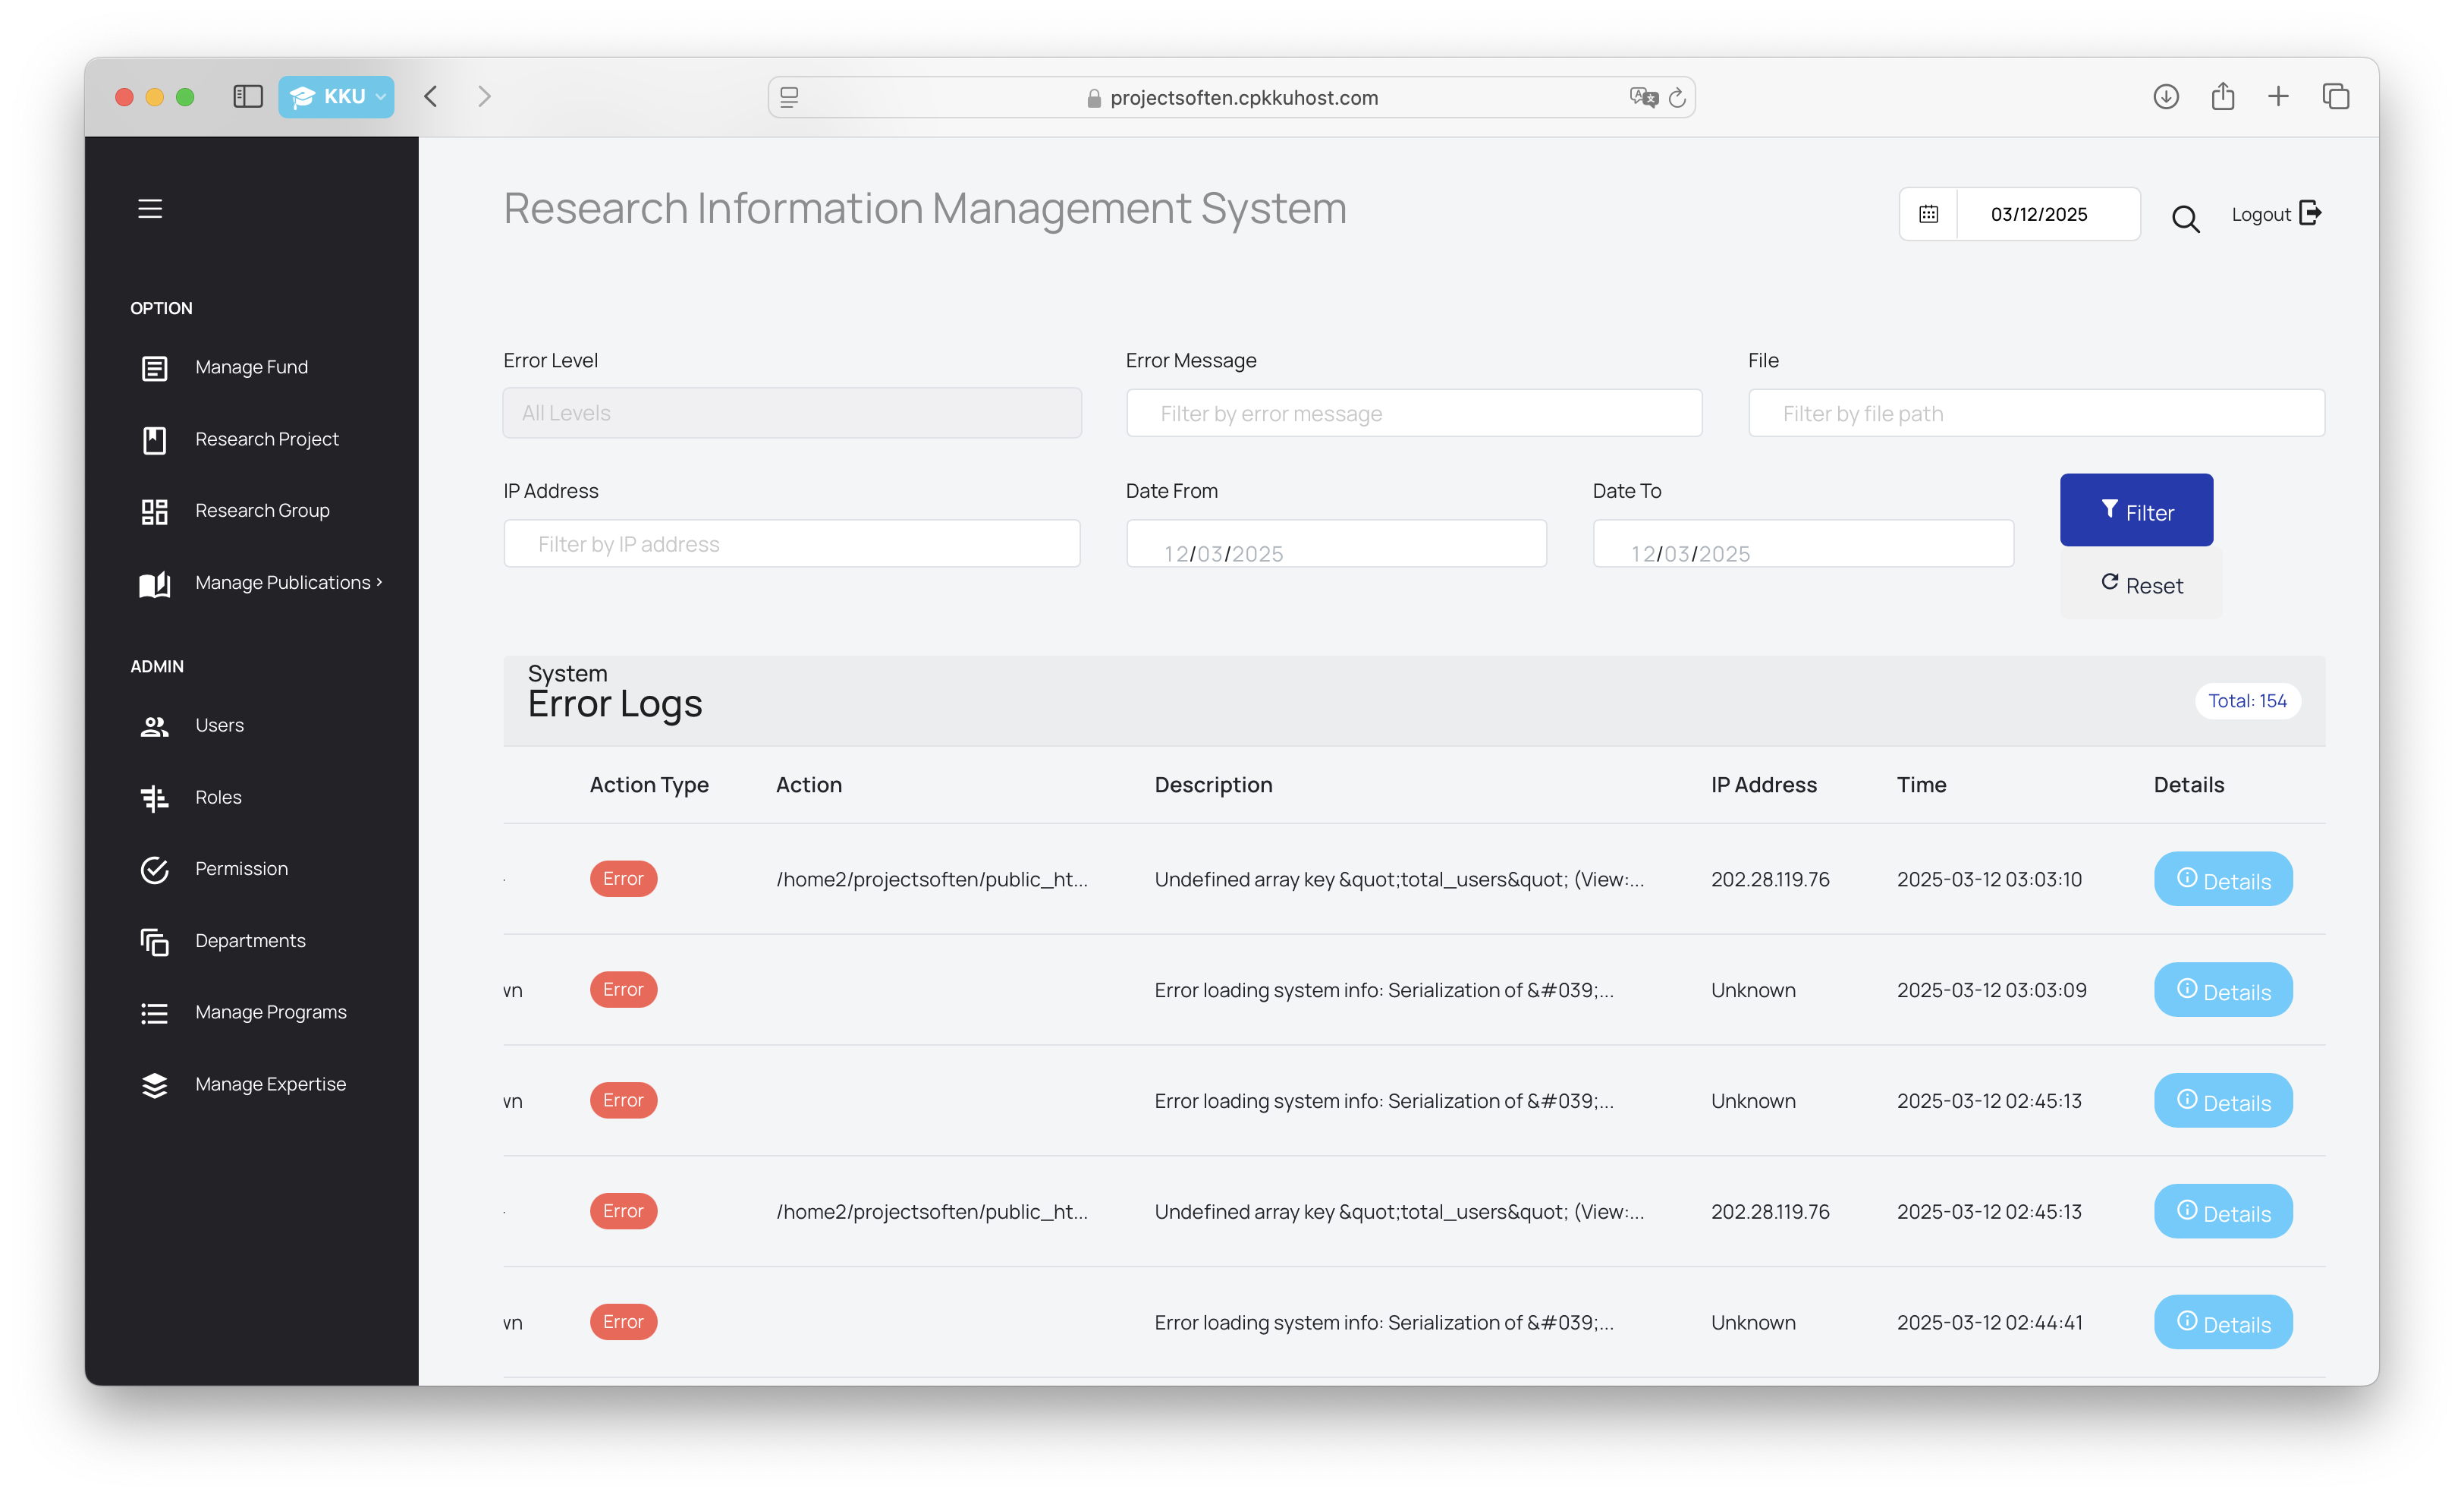 KKU
projectsoften.cpkkuhost.com
Research Information Management System
03/12/2025
Logout
OPTION
Manage Fund
Research Project
Research Group
Manage Publications
ADMIN
Users
Roles
Permission
Departments
Manage Programs
Manage Expertise
Error Level
Error Message
File
All Levels
Filter by error message
Filter by file path
IP Address
Date From
Date To
Filter by IP address
12/03/2025
12/03/2025
Filter
Reset
System
Error Logs
Total: 154
Action Type Action Description IP Address Time Details
Error /home2/projectsoften/public_ht... Undefined array key &quot;total_users&quot; (View:... 202.28.119.76 2025-03-12 03:03:10 Details
wn Error Error loading system info: Serialization of &#039;... Unknown 2025-03-12 03:03:09 Details
wn Error Error loading system info: Serialization of &#039;... Unknown 2025-03-12 02:45:13 Details
Error /home2/projectsoften/public_ht... Undefined array key &quot;total_users&quot; (View:... 202.28.119.76 2025-03-12 02:45:13 Details
wn Error Error loading system info: Serialization of &#039;... Unknown 2025-03-12 02:44:41 Details